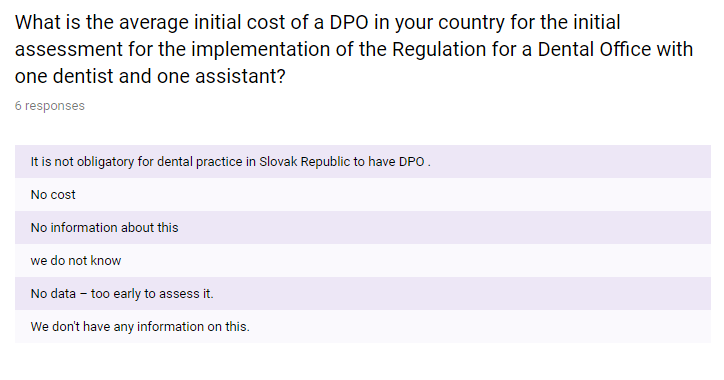 What is the average initial cost of a DPO in your country for the initial
assessment for the implementation of the Regulation for a Dental Office with
one dentist and one assistant?
6 responses
It is not obligatory for dental practice in Slovak Republic to have DPO .
No cost
No information about this
we do not know
No data – too early to assess it.
We don't have any information on this.